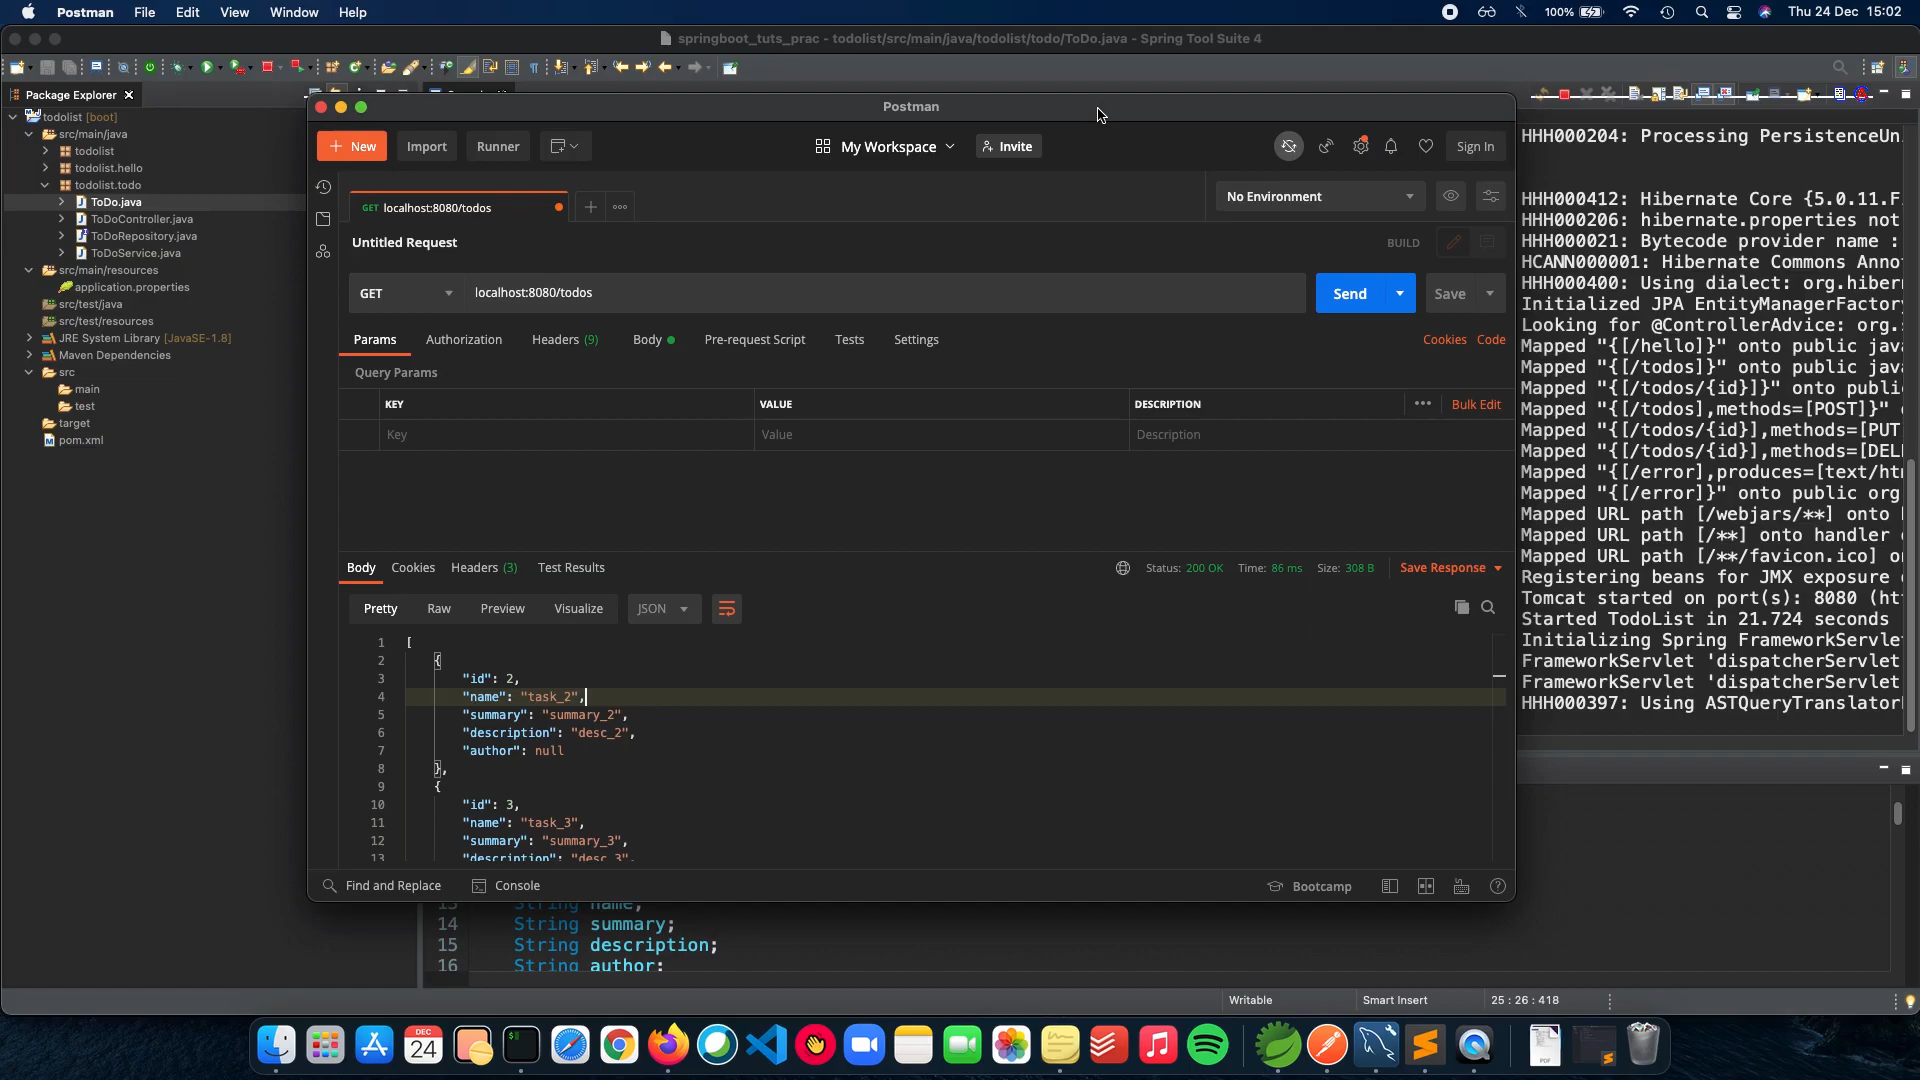 Postman File Edit View Window Help 100% Thu 24 Dec 15:02
springboot_tuts_prac - todolist/src/main/java/todolist/todo/ToDo.java - Spring Tool Suite 4
Package Explorer
todolist [boot]
src/main/java
todolist
todolist.hello
todolist.todo
ToDo.java
ToDoController.java
ToDoRepository.java
ToDoService.java
src/main/resources
application.properties
src/test/java
src/test/resources
JRE System Library [JavaSE-1.8]
Maven Dependencies
src
main
test
target
pom.xml
Postman
New Import Runner My Workspace Invite Sign In
GET localhost:8080/todos No Environment
Untitled Request BUILD
GET localhost:8080/todos Send Save
Params Authorization Headers (9) Body Pre-request Script Tests Settings Cookies Code
Query Params
KEY VALUE DESCRIPTION Bulk Edit
Key Value Description
Body Cookies Headers (3) Test Results Status: 200 OK Time: 86 ms Size: 308 B Save Response
Pretty Raw Preview Visualize JSON
1 [
2 {
3 "id": 2,
4 "name": "task_2",
5 "summary": "summary_2",
6 "description": "desc_2",
7 "author": null
8 },
9 {
10 "id": 3,
11 "name": "task_3",
12 "summary": "summary_3",
13 "description": "desc_3",
Find and Replace Console Bootcamp
HHH000204: Processing PersistenceUn
HHH000412: Hibernate Core {5.0.11.F
HHH000206: hibernate.properties not
HHH000021: Bytecode provider name :
HCANN000001: Hibernate Commons Anno
HHH000400: Using dialect: org.hiber
Initialized JPA EntityManagerFactory
Looking for @ControllerAdvice: org.
Mapped "{[/hello]}" onto public jav
Mapped "{[/todos]}" onto public jav
Mapped "{[/todos/{id}]}" onto publi
Mapped "{[/todos],methods=[POST]}"
Mapped "{[/todos/{id}],methods=[PUT
Mapped "{[/todos/{id}],methods=[DEL
Mapped "{[/error],produces=[text/ht
Mapped "{[/error]}" onto public org
Mapped URL path [/webjars/**] onto
Mapped URL path [/**] onto handler
Mapped URL path [/**/favicon.ico] o
Registering beans for JMX exposure
Tomcat started on port(s): 8080 (ht
Started TodoList in 21.724 seconds
Initializing Spring FrameworkServle
FrameworkServlet 'dispatcherServlet
FrameworkServlet 'dispatcherServlet
HHH000397: Using ASTQueryTranslator
13 String name;
14 String summary;
15 String description;
16 String author;
Writable Smart Insert 25 : 26 : 418
DEC
24
PDF